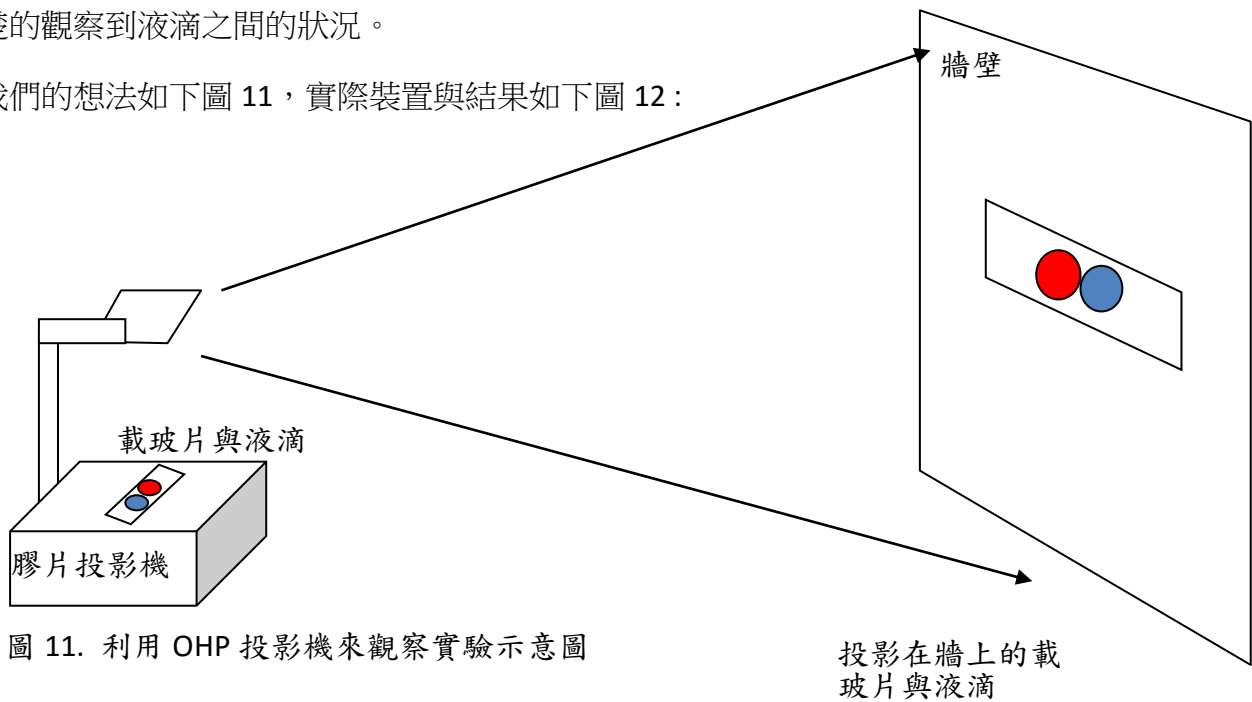 的觀察到液滴之間的狀況。
們的想法如下圖 11，實際裝置與結果如下圖 12 :
牆壁
載玻片與液滴
膠片投影機
圖 11. 利用 OHP 投影機來觀察實驗示意圖
投影在牆上的載
玻片與液滴